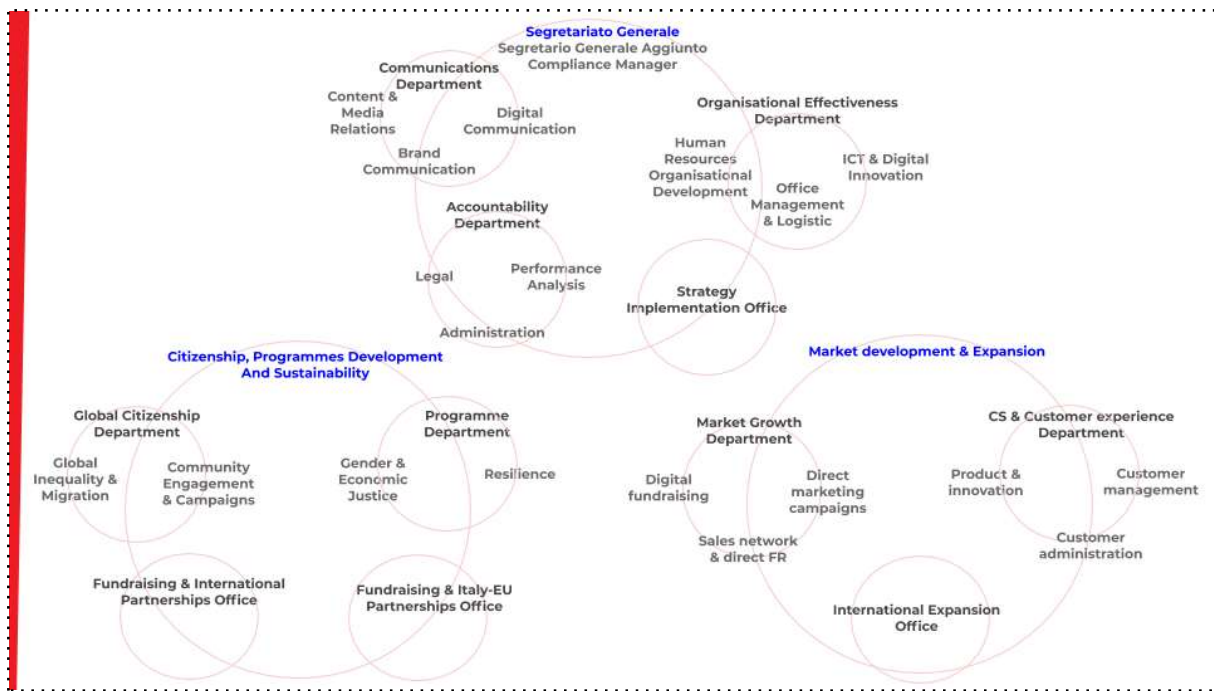 Segretariato Generale
Segretario Generale Aggiunto
Compliance Manager
Communications
Department
Content &
Media
Relations
Digital
Communication
Brand
Communication
Organisational Effectiveness
Department
Human
Resources
Organisational
Development
ICT & Digital
Innovation
Office
Management
& Logistic
Accountability
Department
Legal
Performance
Analysis
Administration
Strategy
Implementation Office
Citizenship, Programmes Development
And Sustainability
Global Citizenship
Department
Global
Inequality &
Migration
Community
Engagement
& Campaigns
Programme
Department
Gender &
Economic
Justice
Resilience
Fundraising & International
Partnerships Office
Fundraising & Italy-EU
Partnerships Office
Market development & Expansion
Market Growth
Department
Digital
fundraising
Direct
marketing
campaigns
Sales network
& direct FR
CS & Customer experience
Department
Product &
innovation
Customer
management
Customer
administration
International Expansion
Office